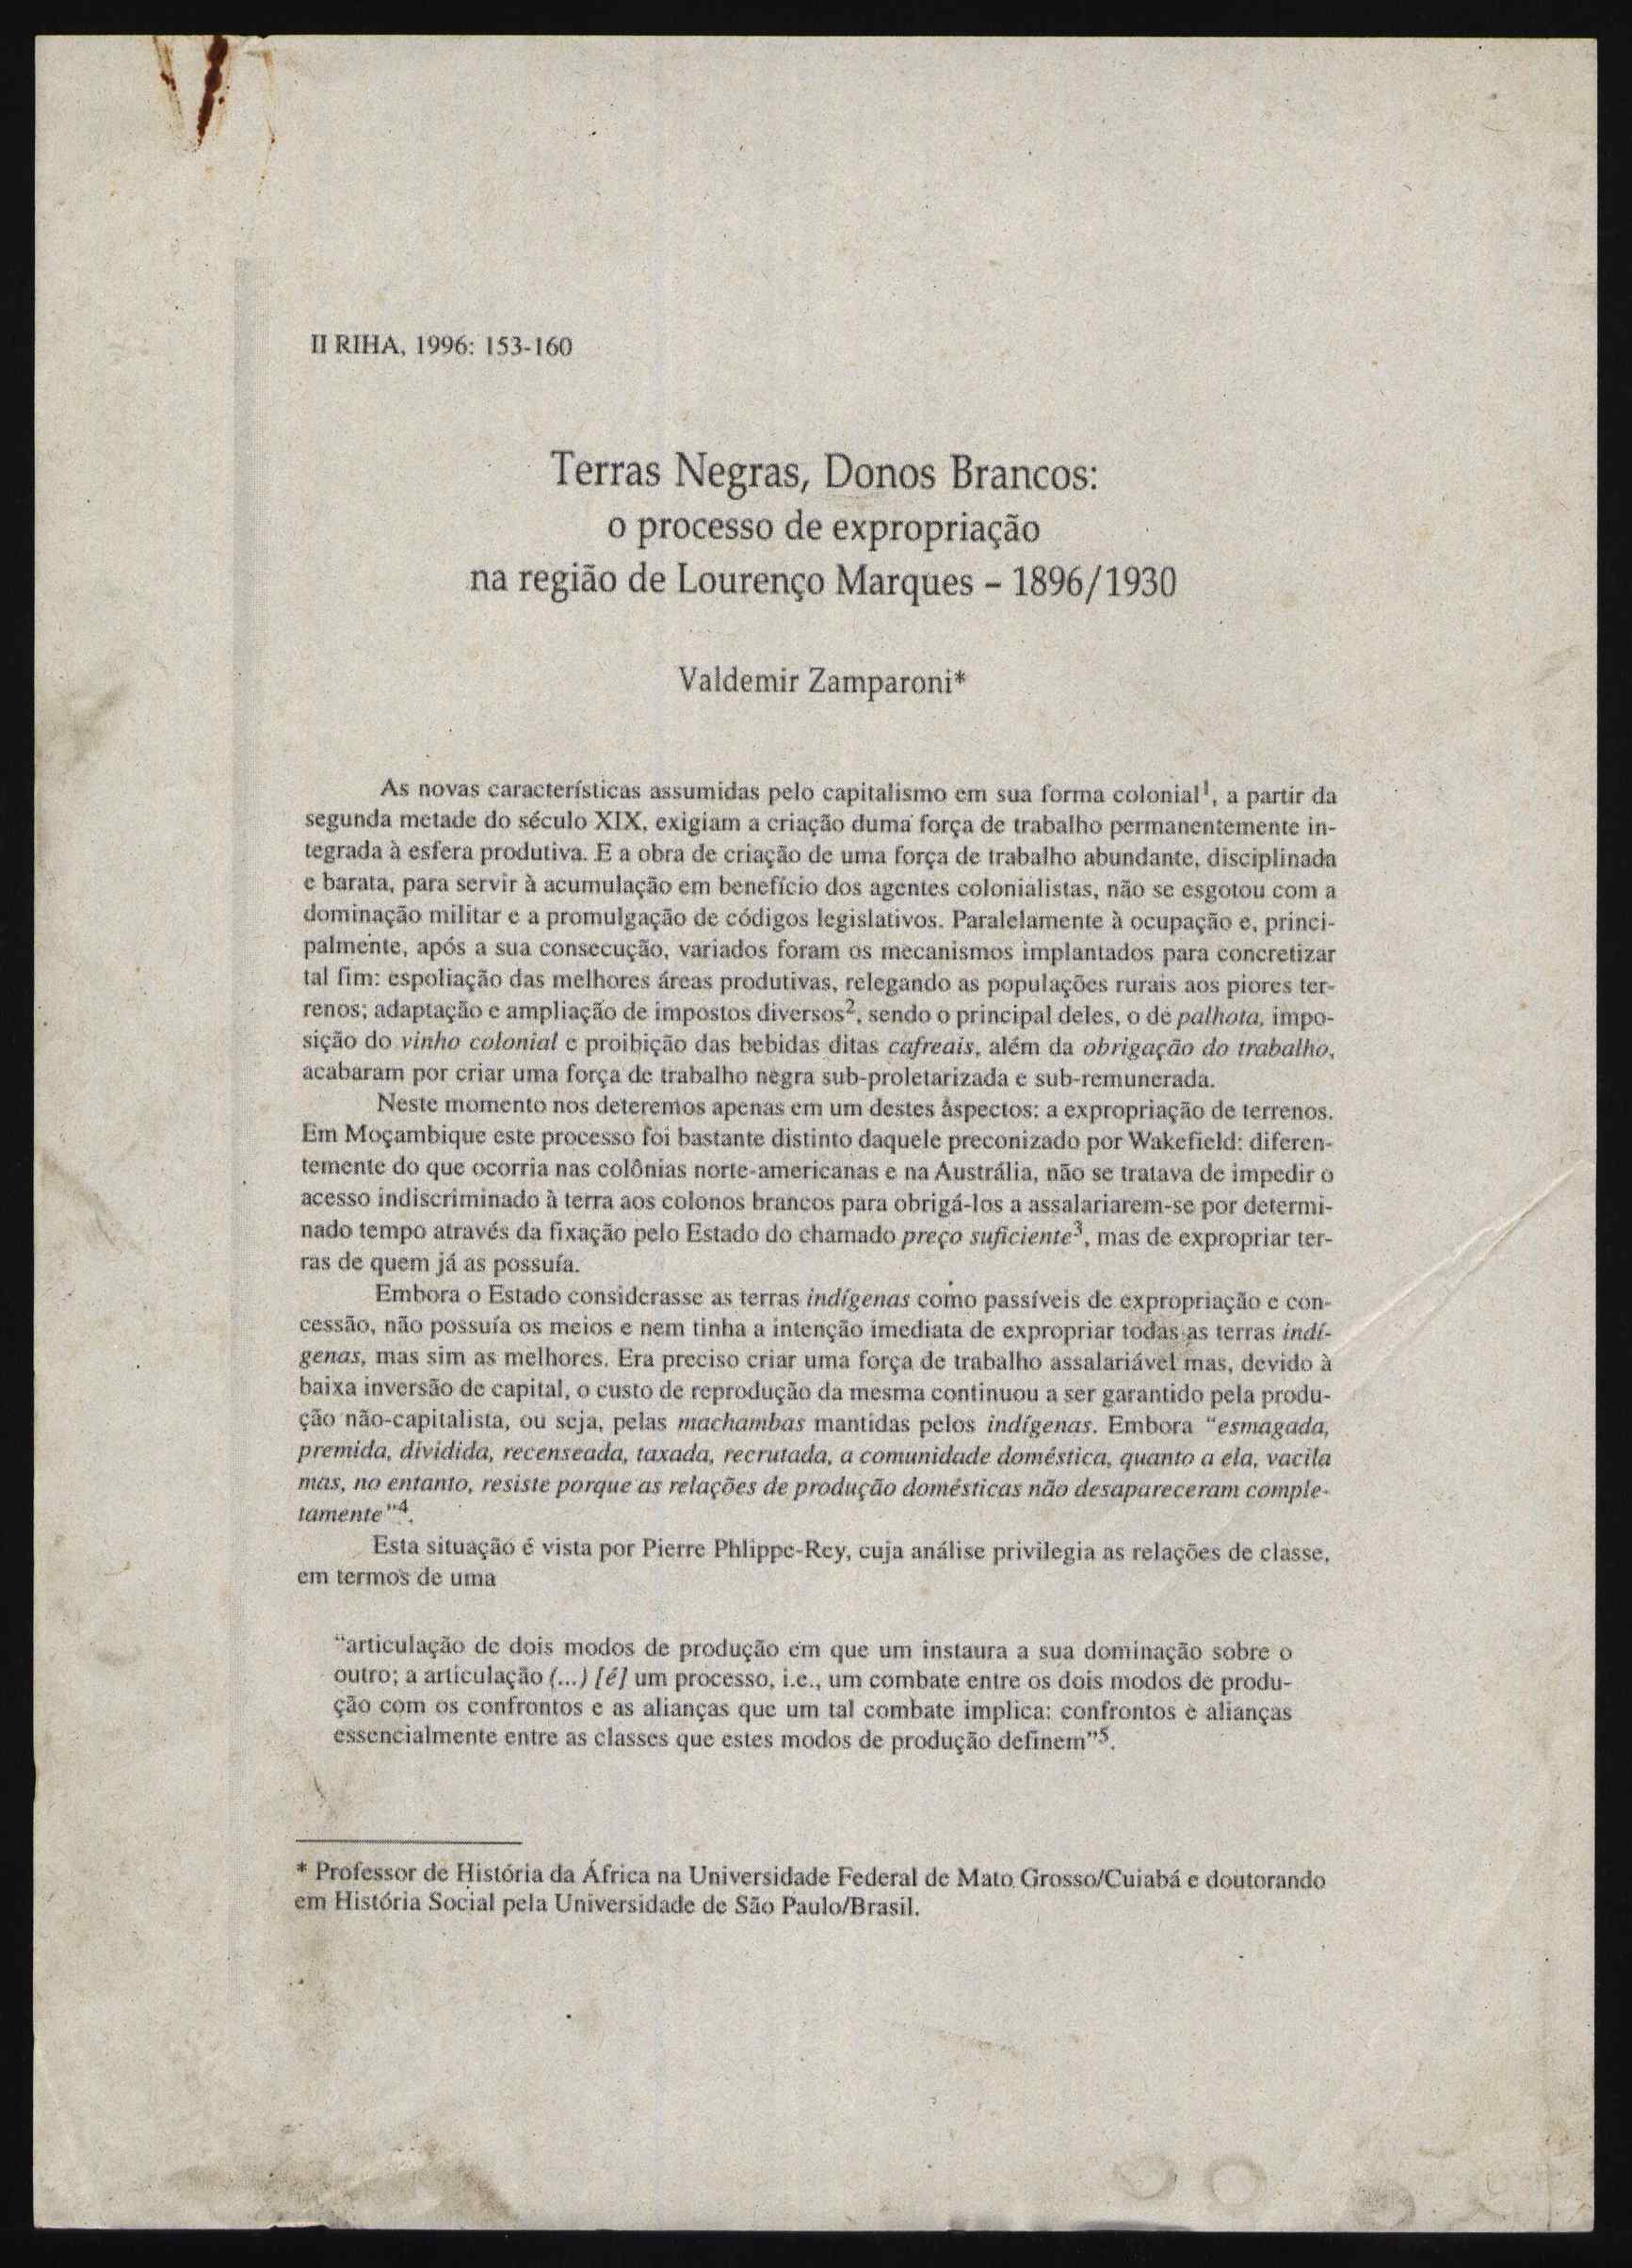 II RIHA, 1996: 153-160
Terras Negras, Donos Brancos:
o processo de expropriação
na região de Lourenço Marques – 1896/1930
Valdemir Zamparoni*
As novas características assumidas pelo capitalismo em sua forma colonial¹, a partir da
segunda metade do século XIX, exigiam a criação duma força de trabalho permanentemente in-
tegrada à esfera produtiva. E a obra de criação de uma força de trabalho abundante, disciplinada
e barata, para servir à acumulação em benefício dos agentes colonialistas, não se esgotou com a
dominação militar e a promulgação de códigos legislativos. Paralelamente à ocupação e, princi-
palmente, após a sua consecução, variados foram os mecanismos implantados para concretizar
tal fim: espoliação das melhores áreas produtivas, relegando as populações rurais aos piores ter-
renos; adaptação e ampliação de impostos diversos², sendo o principal deles, o de palhota, impo-
sição do vinho colonial e proibição das bebidas ditas cafreais, além da obrigação do trabalho,
acabaram por criar uma força de trabalho negra sub-proletarizada e sub-remunerada.
Neste momento nos deteremos apenas em um destes aspectos: a expropriação de terrenos.
Em Moçambique este processo foi bastante distinto daquele preconizado por Wakefield: diferen-
temente do que ocorria nas colônias norte-americanas e na Austrália, não se tratava de impedir o
acesso indiscriminado à terra aos colonos brancos para obrigá-los a assalariarem-se por determi-
nado tempo através da fixação pelo Estado do chamado preço suficiente³, mas de expropriar ter-
ras de quem já as possuía.
Embora o Estado considerasse as terras indígenas como passíveis de expropriação e con-
cessão, não possuía os meios e nem tinha a intenção imediata de expropriar todas as terras indí-
genas, mas sim as melhores. Era preciso criar uma força de trabalho assalariável mas, devido à
baixa inversão de capital, o custo de reprodução da mesma continuou a ser garantido pela produ-
ção não-capitalista, ou seja, pelas machambas mantidas pelos indígenas. Embora "esmagada,
premida, dividida, recenseada, taxada, recrutada, a comunidade doméstica, quanto a ela, vacila
mas, no entanto, resiste porque as relações de produção domésticas não desapareceram comple-
tamente"⁴.
Esta situação é vista por Pierre Phlippe-Rey, cuja análise privilegia as relações de classe,
em termos de uma
"articulação de dois modos de produção em que um instaura a sua dominação sobre o
outro; a articulação (...) [é] um processo, i.e., um combate entre os dois modos de produ-
ção com os confrontos e as alianças que um tal combate implica: confrontos e alianças
essencialmente entre as classes que estes modos de produção definem"⁵.
* Professor de História da África na Universidade Federal de Mato Grosso/Cuiabá e doutorando
em História Social pela Universidade de São Paulo/Brasil.